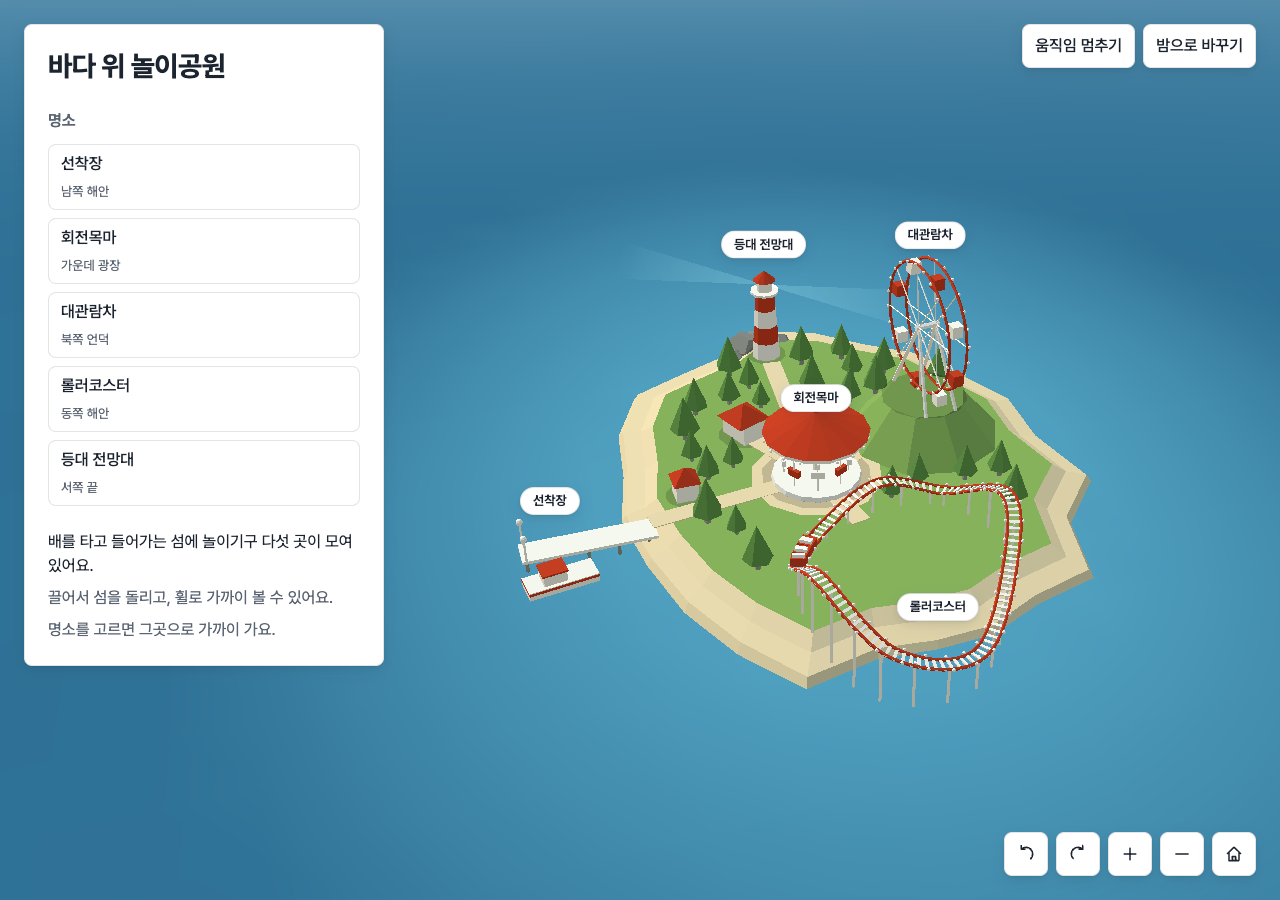 바다 위 놀이공원
명소
선착장
남쪽 해안
회전목마
가운데 광장
대관람차
북쪽 언덕
롤러코스터
동쪽 해안
등대 전망대
서쪽 끝
배를 타고 들어가는 섬에 놀이기구 다섯 곳이 모여
있어요.
끌어서 섬을 돌리고, 휠로 가까이 볼 수 있어요.
명소를 고르면 그곳으로 가까이 가요.
움직임 멈추기
밤으로 바꾸기
등대 전망대
대관람차
회전목마
선착장
롤러코스터